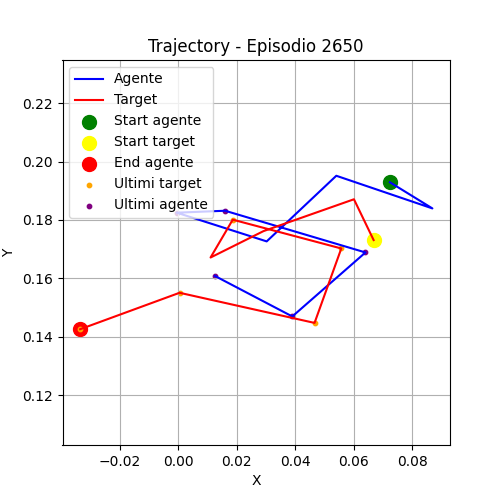 Trajectory - Episodio 2650
Agente
Target
Start agente
Start target
End agente
Ultimi target
Ultimi agente
0.22
0.20
0.18
0.16
0.14
0.12
Y
−0.02
0.00
0.02
0.04
0.06
0.08
X